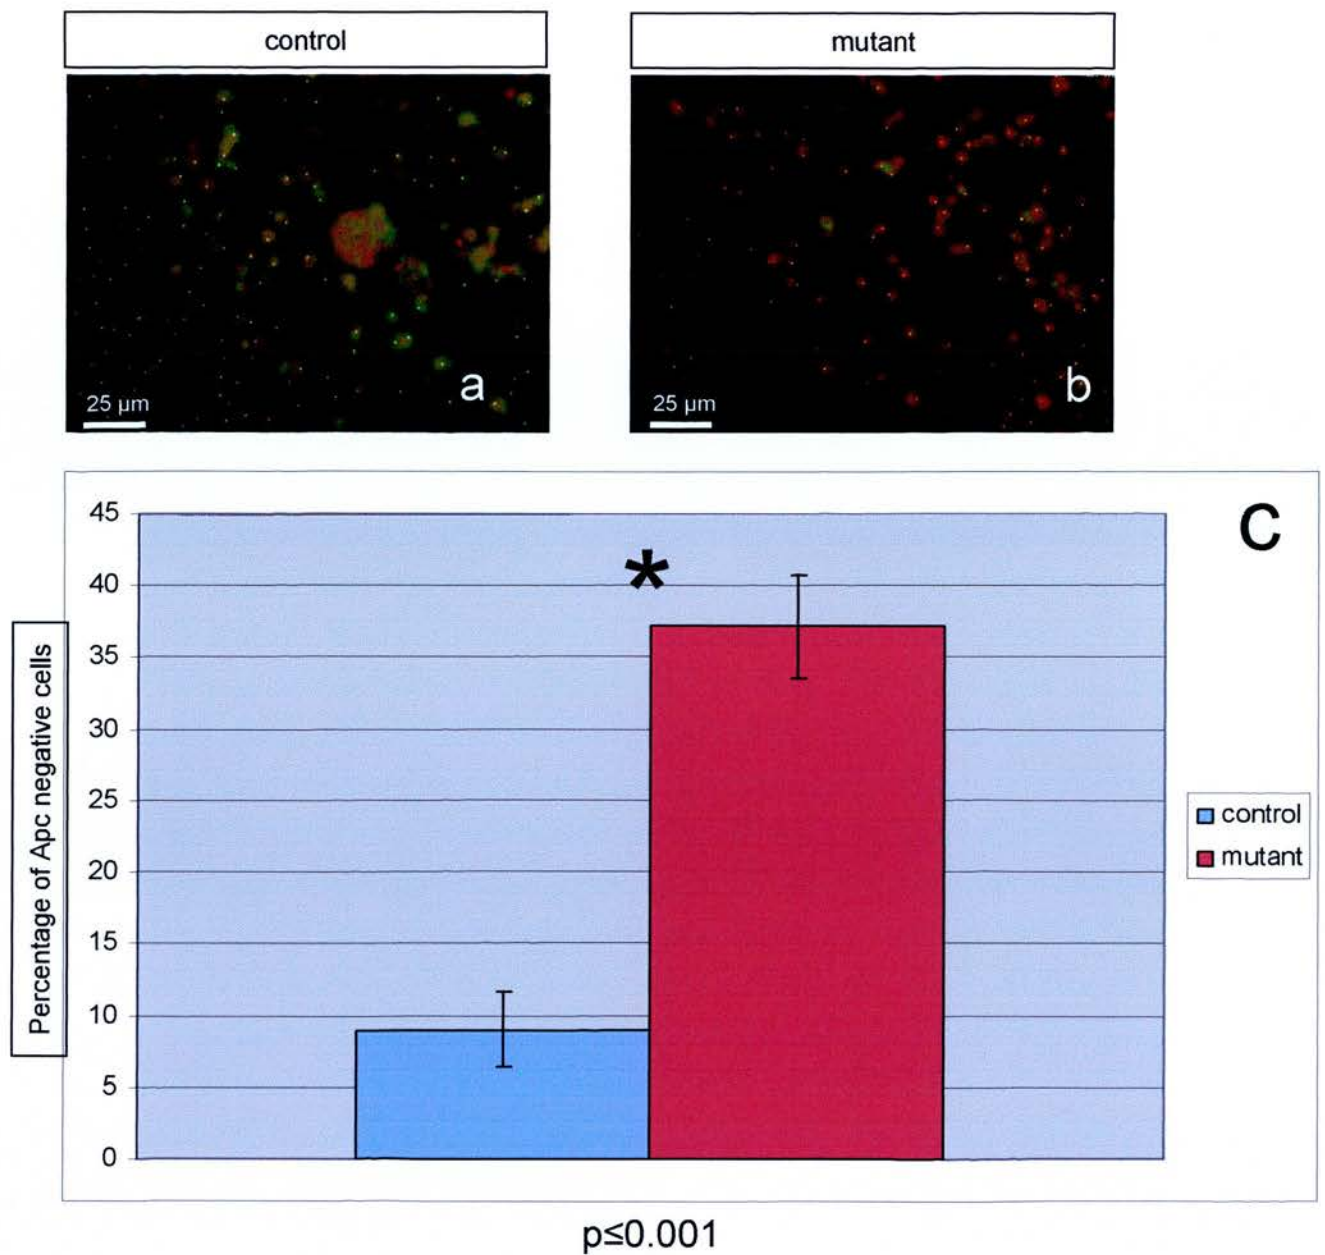 control
mutant
25 µm
a
25 µm
b
c
45
40
35
30
25
20
15
10
5
0
*
Percentage of Apc negative cells
control
mutant
p≤0.001